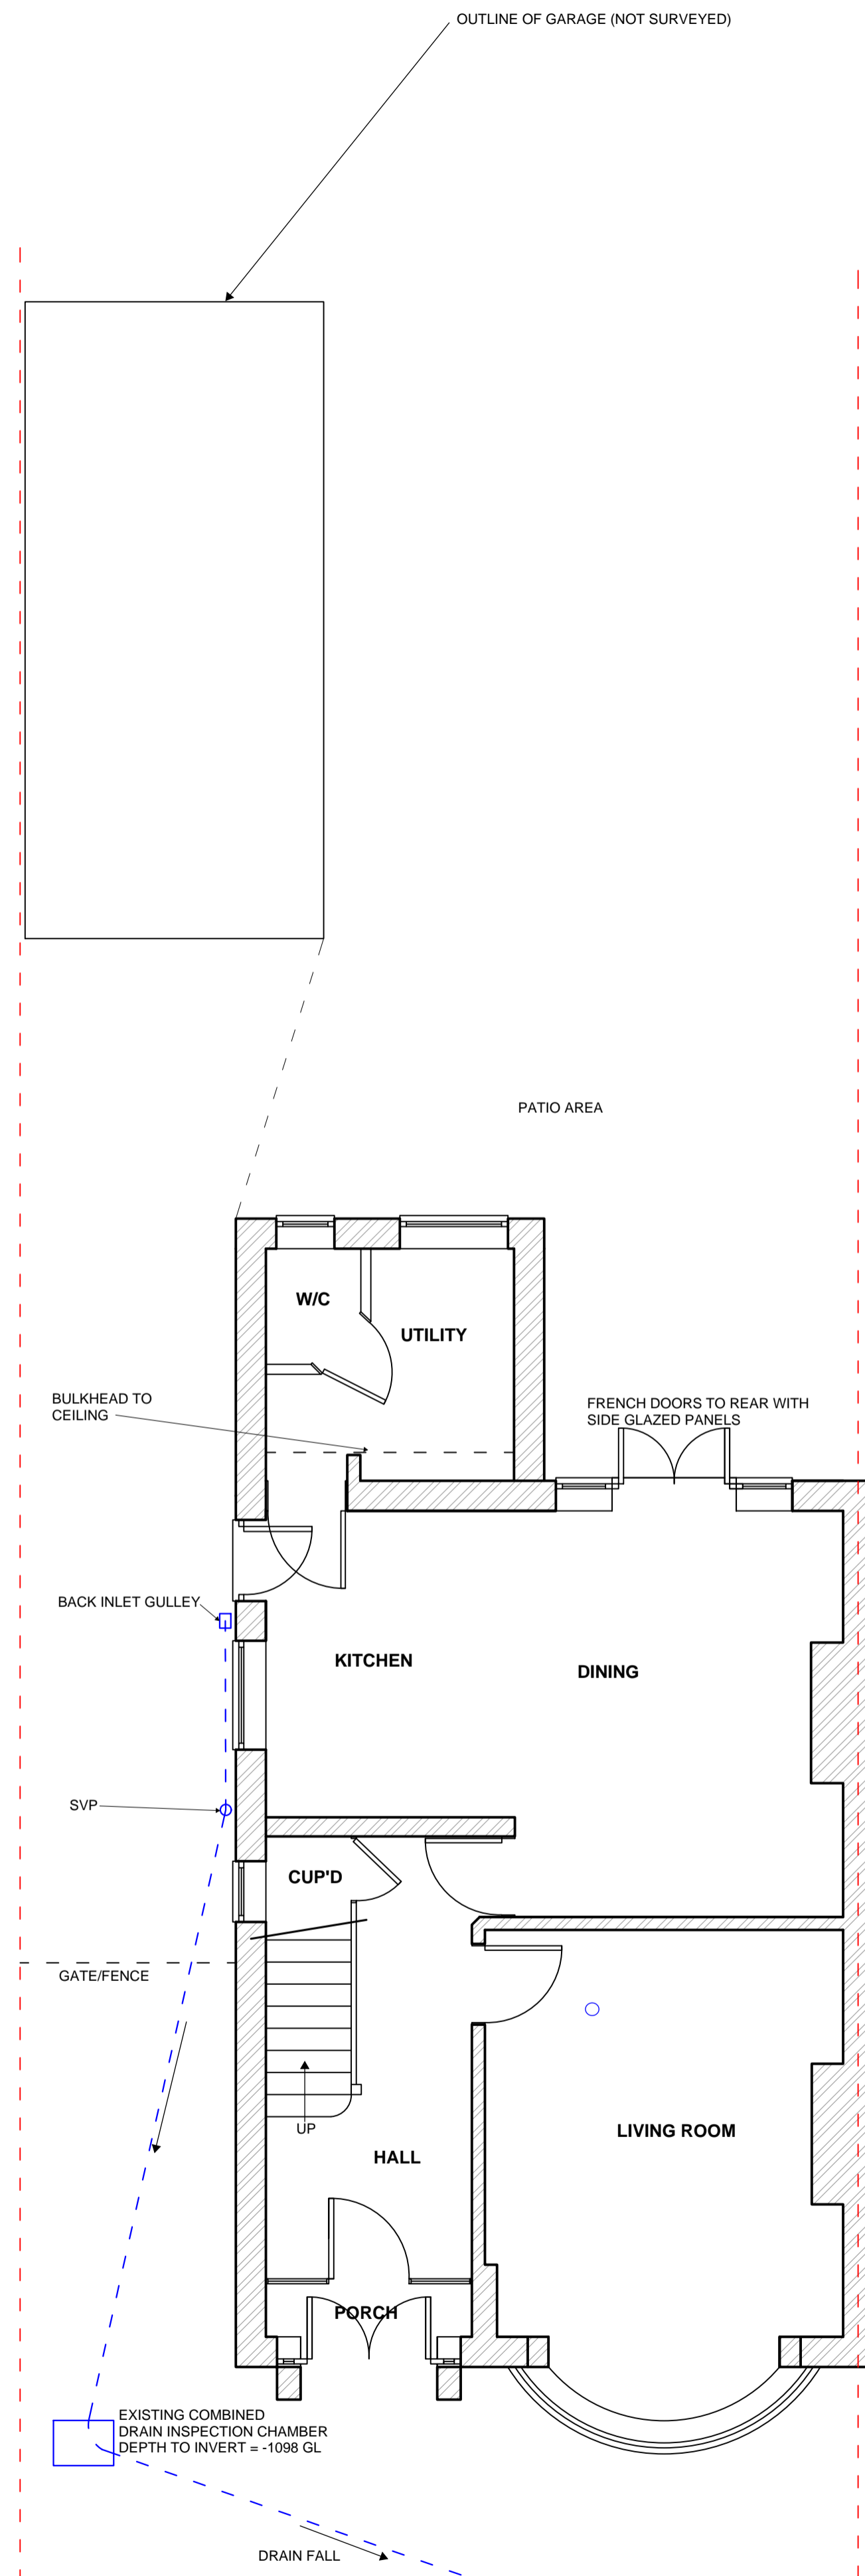 OUTLINE OF GARAGE (NOT SURVEYED)
PATIO AREA
W/C
UTILITY
BULKHEAD TO
CEILING
FRENCH DOORS TO REAR WITH
SIDE GLAZED PANELS
BACK INLET GULLEY
KITCHEN
DINING
SVP
CUP'D
GATE/FENCE
UP
LIVING ROOM
HALL
PORCH
EXISTING COMBINED
DRAIN INSPECTION CHAMBER
DEPTH TO INVERT = -1098 GL
DRAIN FALL